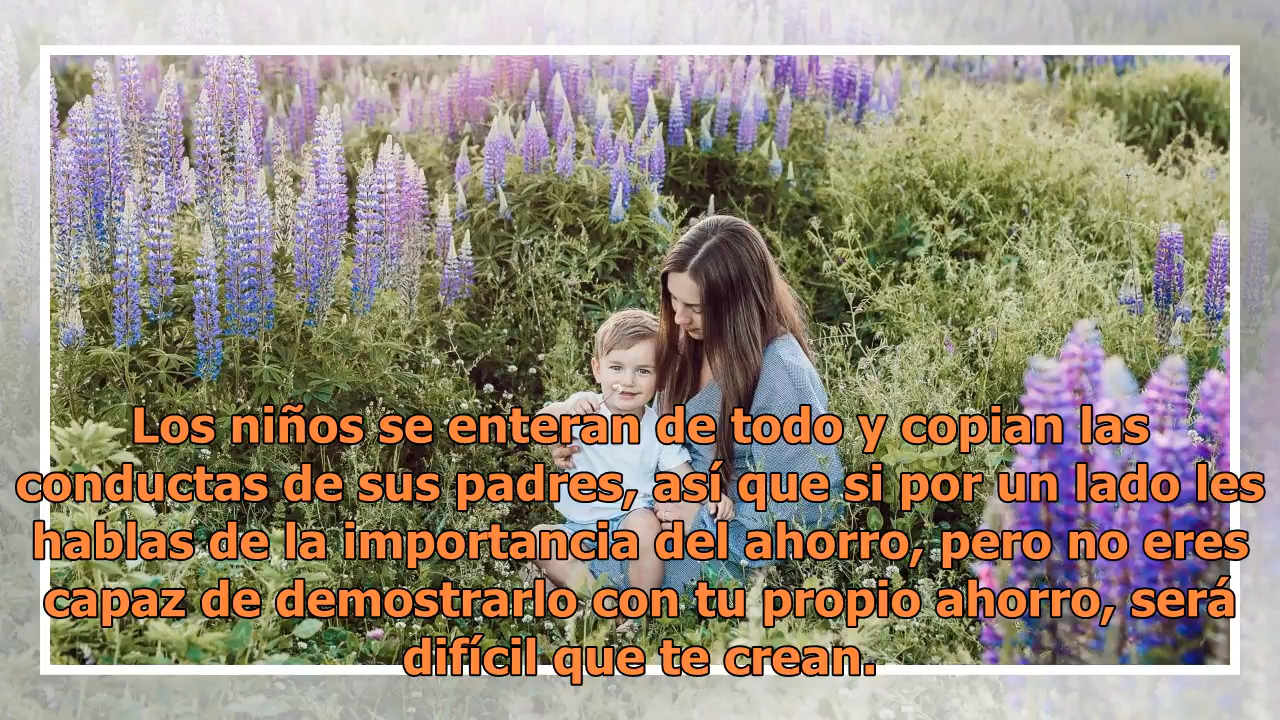 Los niños se enteran de todo y copian las
conductas de sus padres, así que si por un lado les
hablas de la importancia del ahorro, pero no eres
capaz de demostrarlo con tu propio ahorro, será
difícil que te crean.